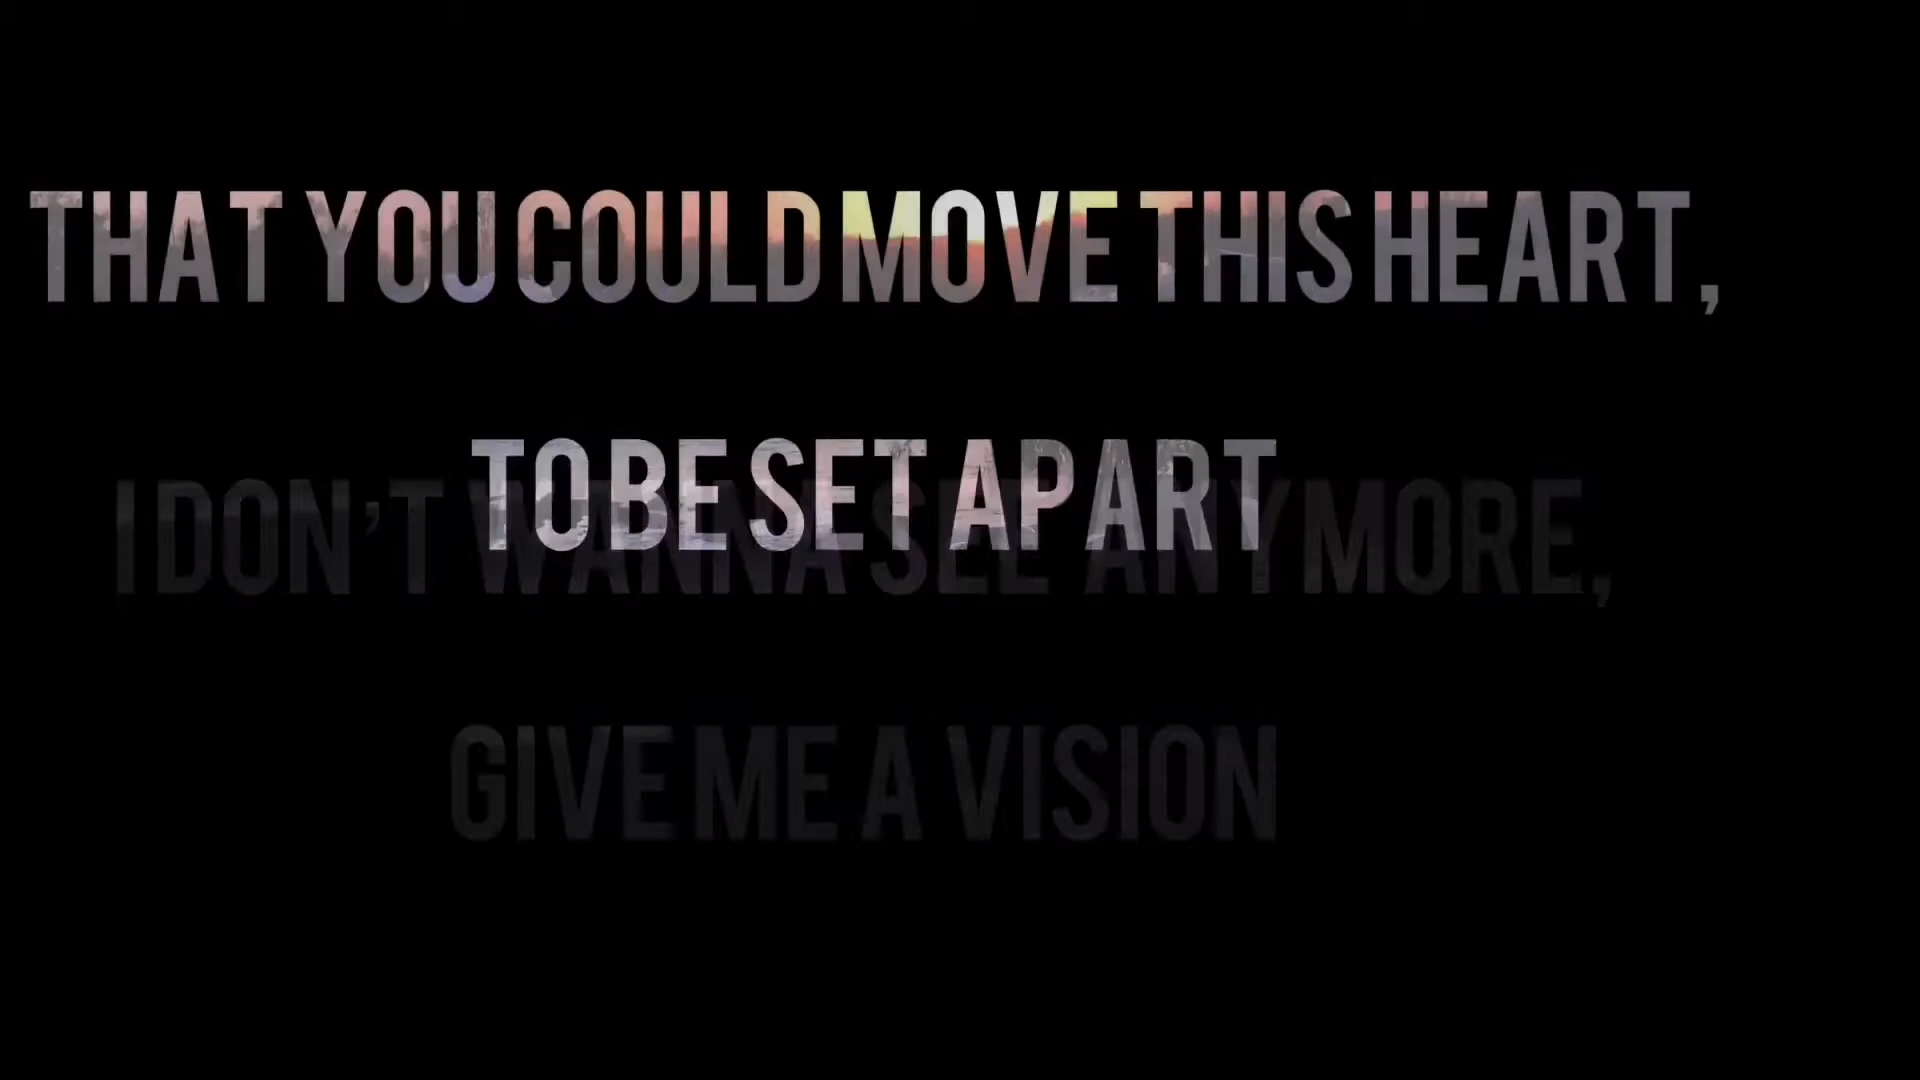 THAT YOU COULD MOVE THIS HEART,
TO BE SET APART
I DON'T WANNA SEE ANYMORE,
GIVE ME A VISION